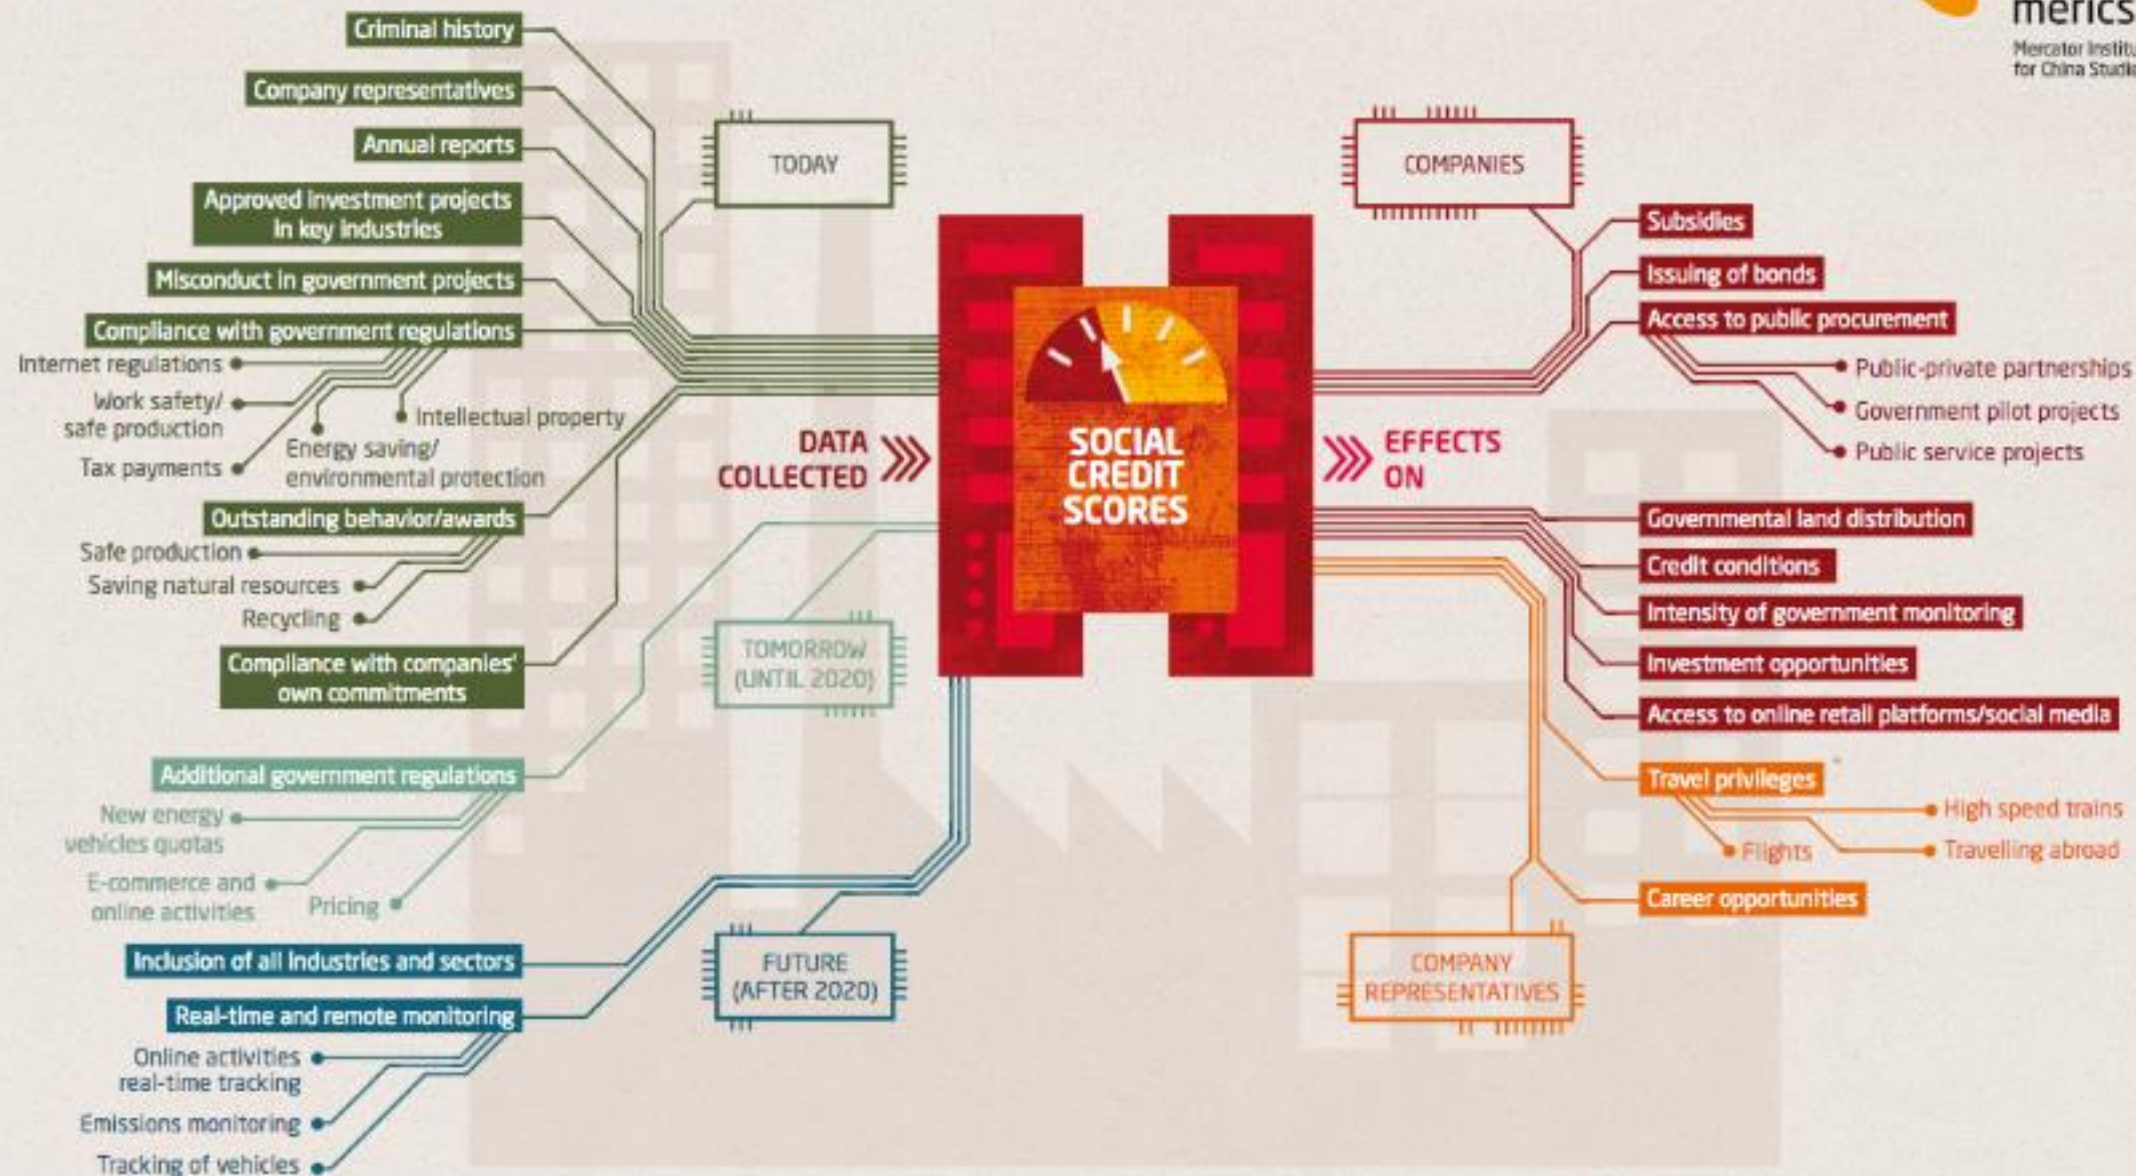 merics
Mercator Institu
for China Studie
Criminal history
Company representatives
Annual reports
Approved investment projects
in key industries
Misconduct in government projects
Compliance with government regulations
Internet regulations
Work safety/
safe production
Tax payments
Energy saving/
environmental protection
Intellectual property
Outstanding behavior/awards
Safe production
Saving natural resources
Recycling
Compliance with companies'
own commitments
Additional government regulations
New energy
vehicles quotas
E-commerce and
online activities
Pricing
Inclusion of all industries and sectors
Real-time and remote monitoring
Online activities
real-time tracking
Emissions monitoring
Tracking of vehicles
TODAY
TOMORROW
(UNTIL 2020)
FUTURE
(AFTER 2020)
DATA
COLLECTED
SOCIAL
CREDIT
SCORES
EFFECTS
ON
COMPANIES
Subsidies
Issuing of bonds
Access to public procurement
Public-private partnerships
Government pilot projects
Public service projects
Governmental land distribution
Credit conditions
Intensity of government monitoring
Investment opportunities
Access to online retail platforms/social media
Travel privileges
High speed trains
Flights
Travelling abroad
Career opportunities
COMPANY
REPRESENTATIVES